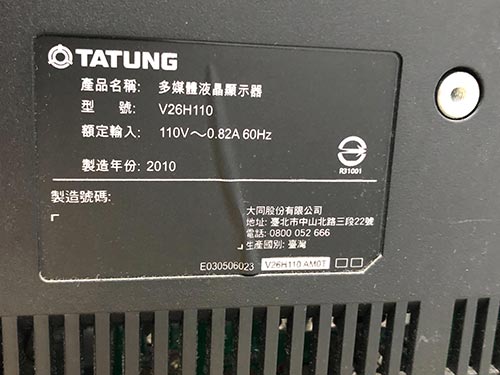 TATUNG
產品名稱: 多媒體液晶顯示器
型 號: V26H110
額定輸入: 110V～0.82A 60Hz
R31001
製造年份: 2010
製造號碼:
大同股份有限公司
地址: 臺北市中山北路三段22號
電話: 0800 052 666
生產國別: 臺灣
E030506023 V26H110 AM0T